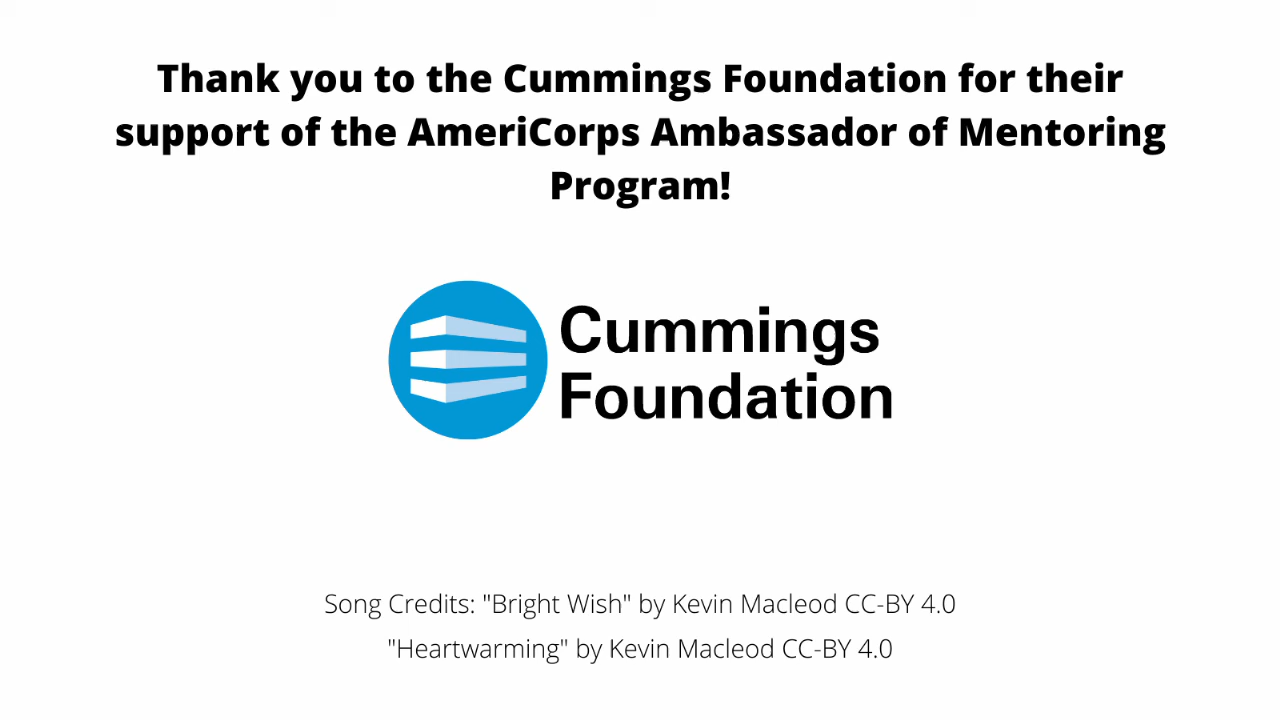 Thank you to the Cummings Foundation for their
support of the AmeriCorps Ambassador of Mentoring
Program!
Cummings
Foundation
Song Credits: "Bright Wish" by Kevin Macleod CC-BY 4.0
"Heartwarming" by Kevin Macleod CC-BY 4.0